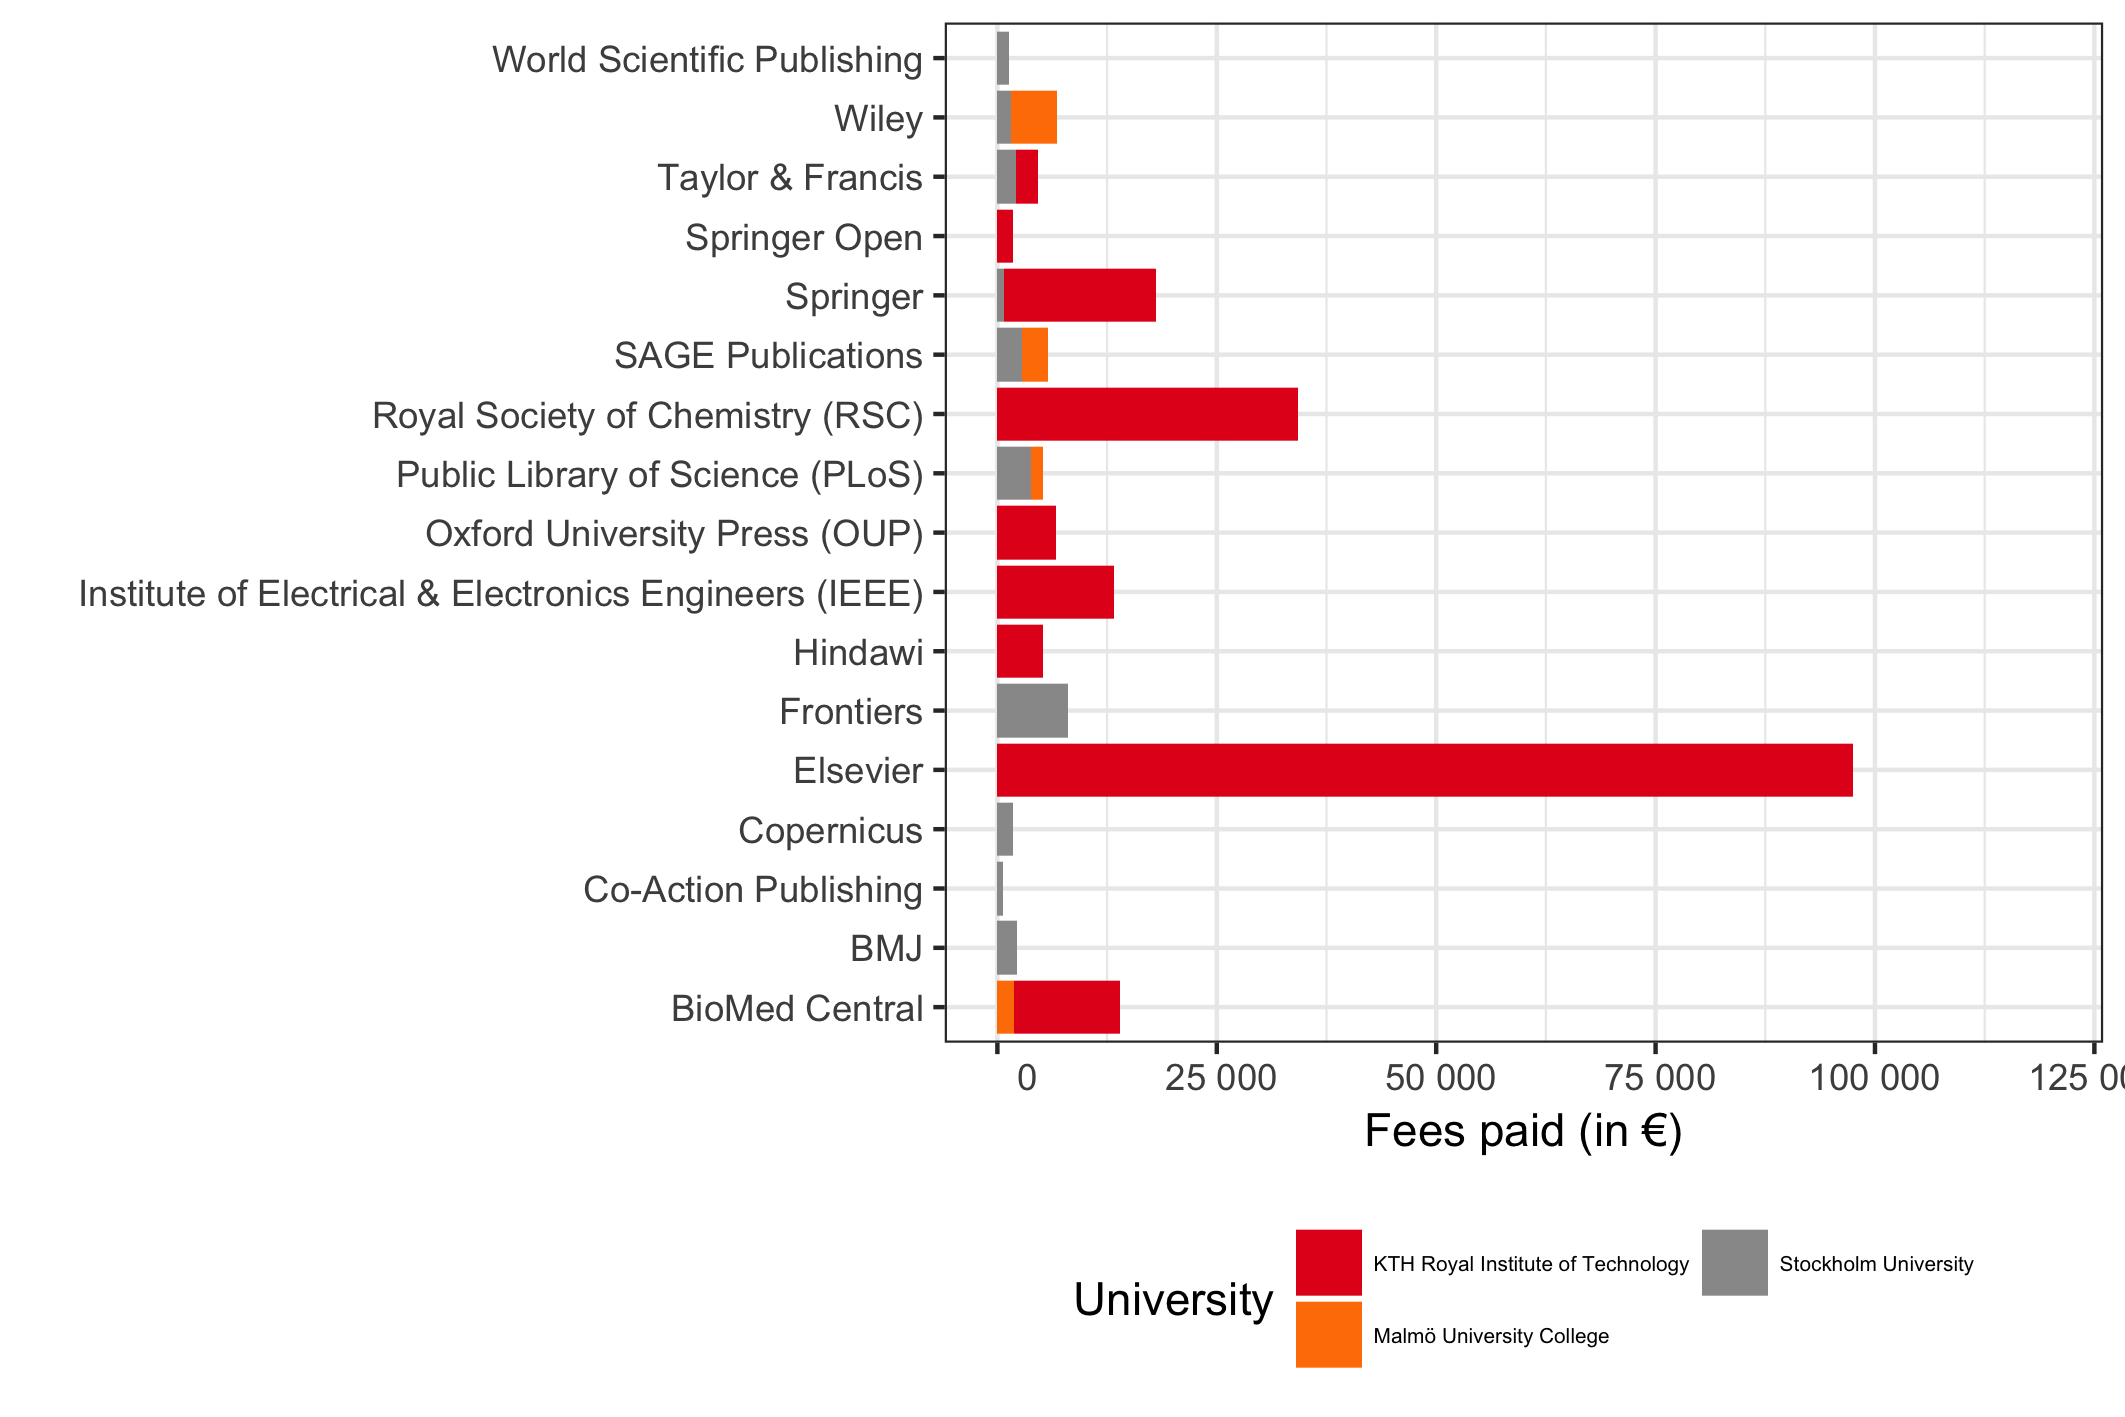 World Scientific Publishing
Wiley
Taylor & Francis
Springer Open
Springer
SAGE Publications
Royal Society of Chemistry (RSC)
Public Library of Science (PLoS)
Oxford University Press (OUP)
Institute of Electrical & Electronics Engineers (IEEE)
Hindawi
Frontiers
Elsevier
Copernicus
Co-Action Publishing
BMJ
BioMed Central
0 25 000 50 000 75 000 100 000
Fees paid (in €)
University
KTH Royal Institute of Technology
Stockholm University
Malmö University College